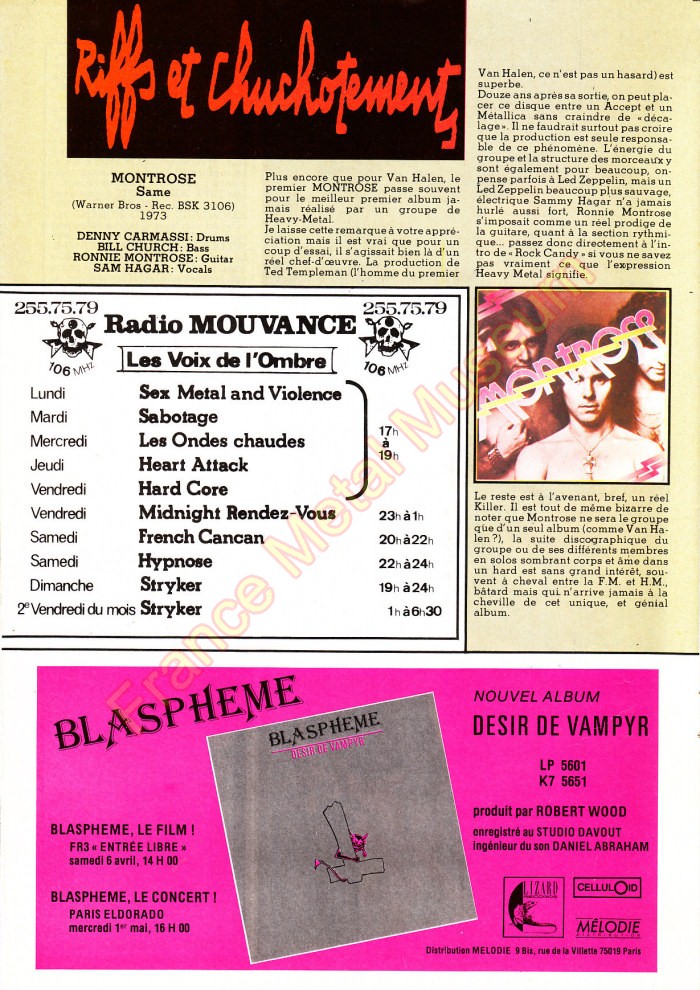 Riffs et Chuchotements
MONTROSE
Same
(Warner Bros - Rec. BSK 3106)
1973
DENNY CARMASSI: Drums
BILL CHURCH: Bass
RONNIE MONTROSE: Guitar
SAM HAGAR: Vocals
Plus encore que pour Van Halen, le
premier MONTROSE passe souvent
pour le meilleur premier album ja-
mais réalisé par un groupe de
Heavy-Metal.
Je laisse cette remarque à votre appré-
ciation mais il est vrai que pour un
coup d'essai, il s'agissait bien là d'un
réel chef-d'œuvre. La production de
Ted Templeman (l'homme du premier
Van Halen, ce n'est pas un hasard) est
superbe.
Douze ans après sa sortie, on peut pla-
cer ce disque entre un Accept et un
Métallica sans craindre de «déca-
lage». Il ne faudrait surtout pas croire
que la production est seule responsa-
ble de ce phénomène. L'énergie du
groupe et la structure des morceaux y
sont également pour beaucoup, on-
pense parfois à Led Zeppelin, mais un
Led Zeppelin beaucoup plus sauvage,
électrique Sammy Hagar n'a jamais
hurlé aussi fort, Ronnie Montrose
s'imposait comme un réel prodige de
la guitare, quant à la section rythmi-
que... passez donc directement à l'in-
tro de «Rock Candy» si vous ne savez
pas vraiment ce que l'expression
Heavy Metal signifie.
MONTROSE
Le reste est à l'avenant, bref, un réel
Killer. Il est tout de même bizarre de
noter que Montrose ne sera le groupe
que d'un seul album (comme Van Ha-
len?), la suite discographique du
groupe ou de ses différents membres
en solos sombrant corps et âme dans
un hard est sans grand intérêt, sou-
vent à cheval entre la F.M. et H.M.,
bâtard mais qui n'arrive jamais à la
cheville de cet unique, et génial
album.
255.75.79 255.75.79
Radio MOUVANCE
106 MHZ 106 MHZ
Les Voix de l'Ombre
Lundi Sex Metal and Violence
Mardi Sabotage
Mercredi Les Ondes chaudes
Jeudi Heart Attack
Vendredi Hard Core
17h
à
19h
Vendredi Midnight Rendez-Vous 23h à 1h
Samedi French Cancan 20h à 22h
Samedi Hypnose 22h à 24h
Dimanche Stryker 19h à 24h
2e Vendredi du mois Stryker 1h à 6h30
BLASPHEME
BLASPHEME
DESIR DE VAMPYR
BLASPHEME, LE FILM !
FR3 « ENTRÉE LIBRE »
samedi 6 avril, 14 H 00
BLASPHEME, LE CONCERT !
PARIS ELDORADO
mercredi 1er mai, 16 H 00
NOUVEL ALBUM
DESIR DE VAMPYR
LP 5601
K7 5651
produit par ROBERT WOOD
enregistré au STUDIO DAVOUT
ingénieur du son DANIEL ABRAHAM
LIZARD
CELLULOID
MÉLODIE
DISTRIBUTION
Distribution MELODIE 9 Bis, rue de la Villette 75019 Paris
France Metal Museum